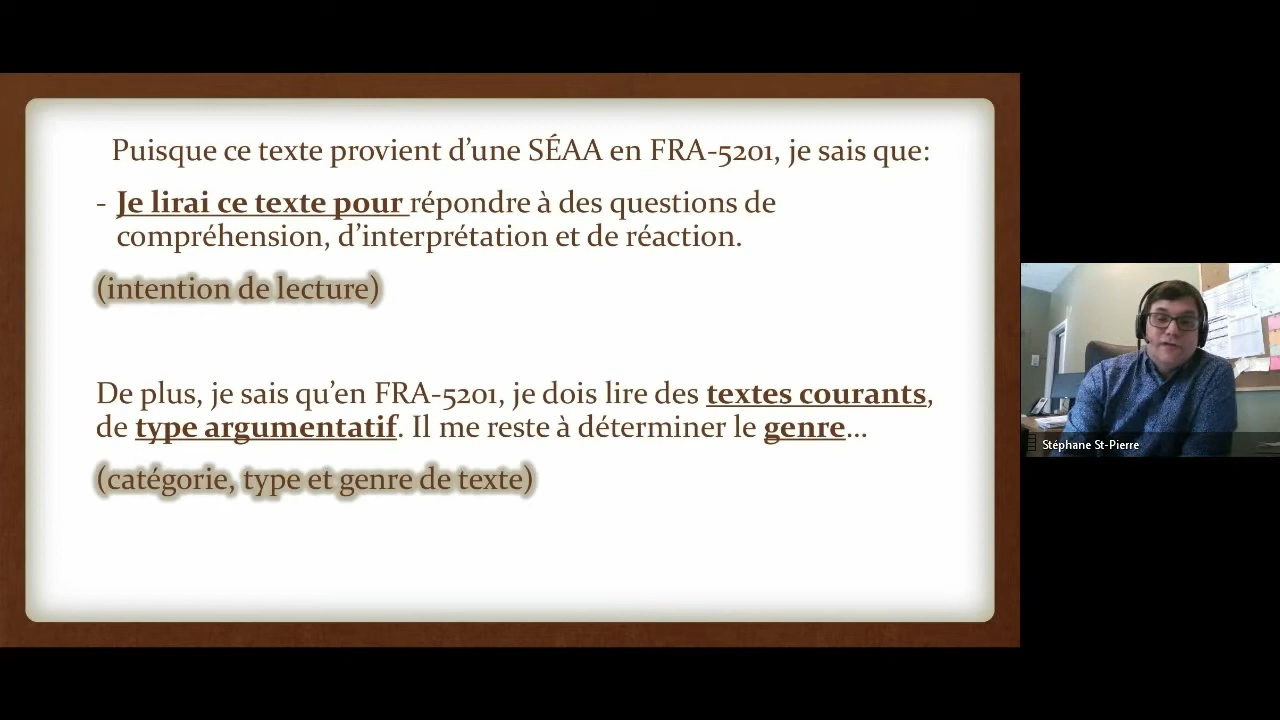 Puisque ce texte provient d’une SÉAA en FRA-5201, je sais que:
- Je lirai ce texte pour répondre à des questions de
compréhension, d’interprétation et de réaction.
(intention de lecture)
De plus, je sais qu’en FRA-5201, je dois lire des textes courants,
de type argumentatif. Il me reste à déterminer le genre…
(catégorie, type et genre de texte)
Stéphane St-Pierre